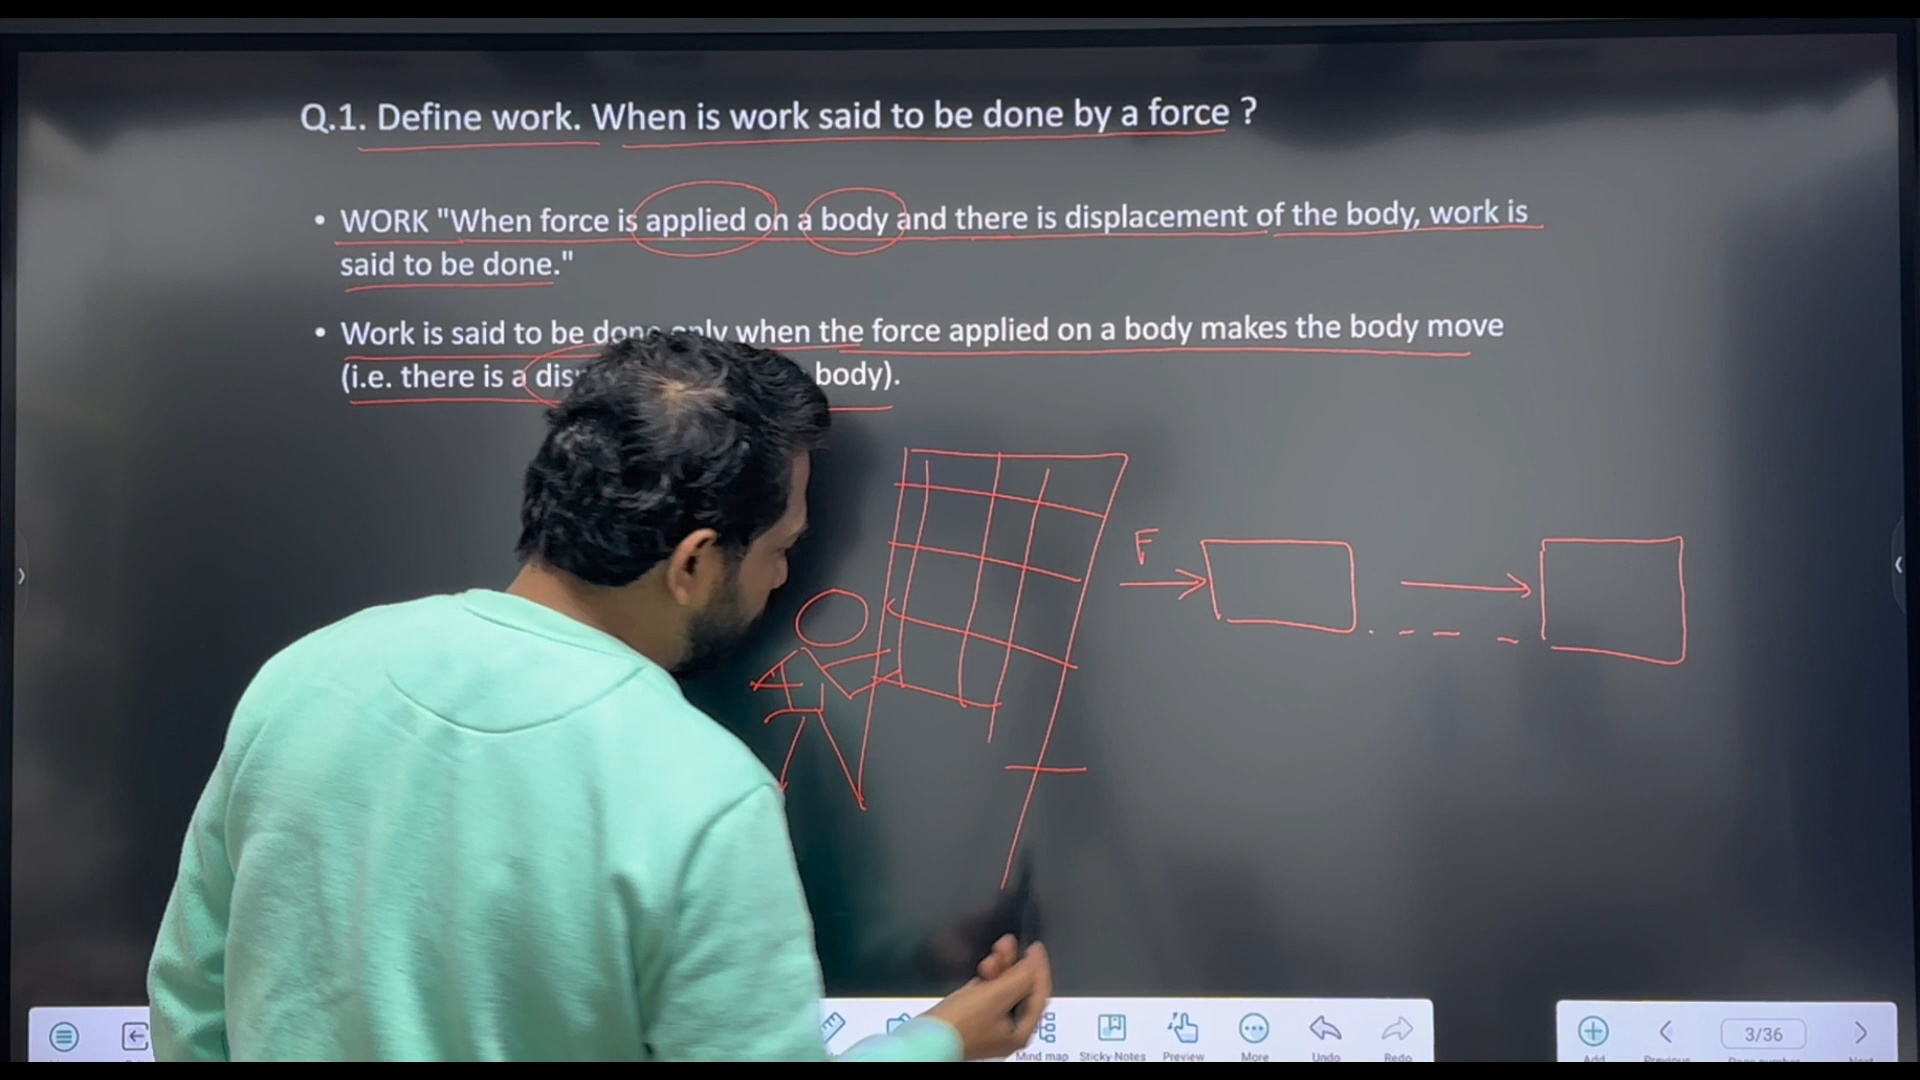 Q.1. Define work. When is work said to be done by a force ?
• WORK "When force is applied on a body and there is displacement of the body, work is
said to be done."
• Work is said to be done only when the force applied on a body makes the body move
(i.e. there is a body).
F
Mind map Sticky Notes Preview More Undo Redo
3/36